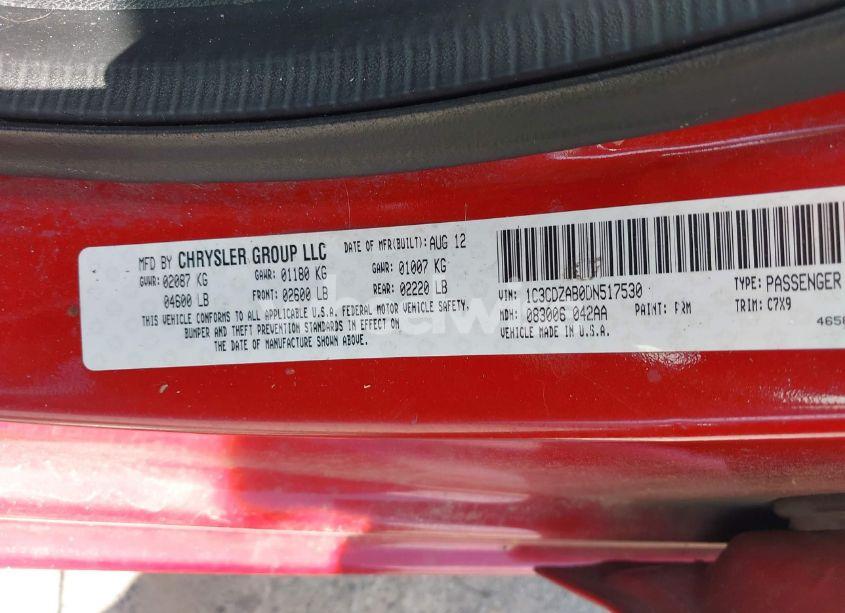 MFD BY CHRYSLER GROUP LLC DATE OF MFR(BUILT): AUG 12
GVWR: 02087 KG GAWR: 01180 KG GAWR: 01007 KG
04600 LB FRONT: 02600 LB REAR: 02220 LB
THIS VEHICLE CONFORMS TO ALL APPLICABLE U.S.A. FEDERAL MOTOR VEHICLE SAFETY,
BUMPER AND THEFT PREVENTION STANDARDS IN EFFECT ON
THE DATE OF MANUFACTURE SHOWN ABOVE.
VIN: 1C3CDZAB0DN517530 TYPE: PASSENGER
MDH: 083006 042AA PAINT: PRM TRIM: C7X9
VEHICLE MADE IN U.S.A.